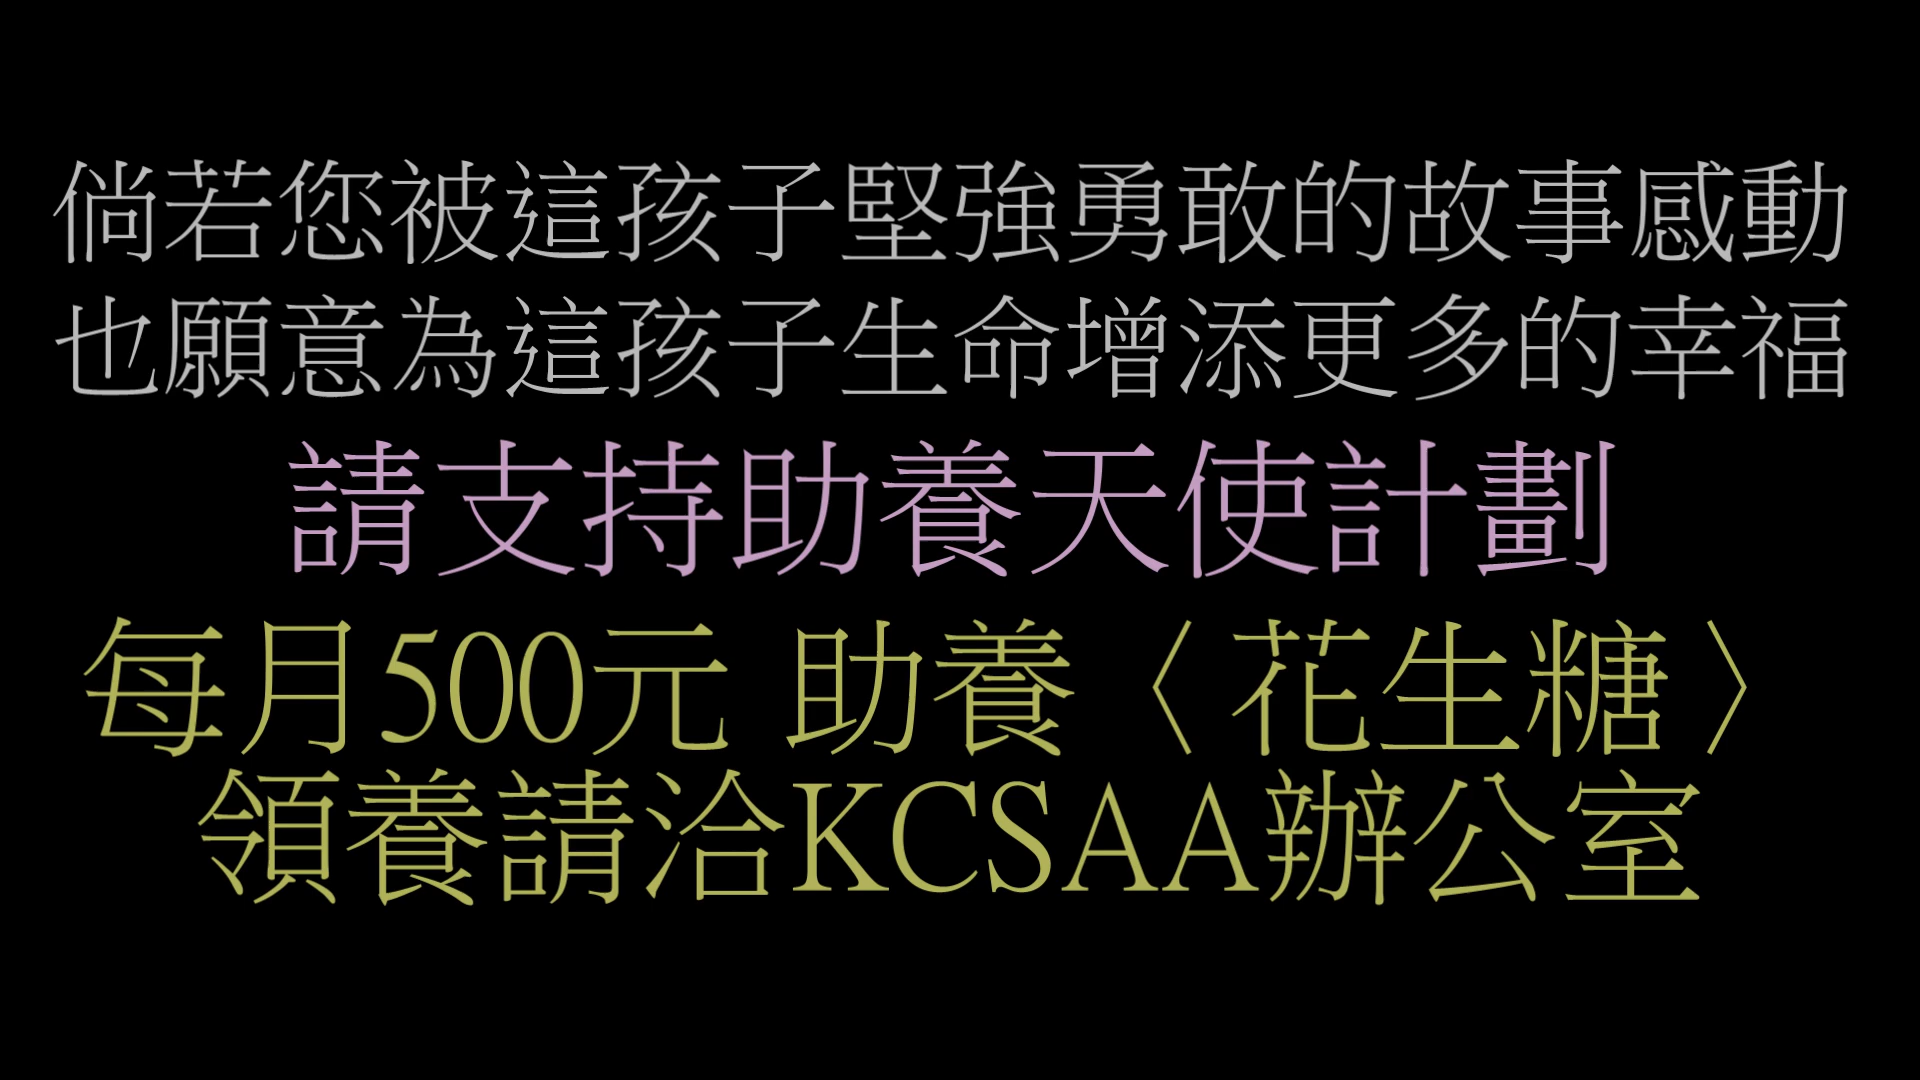 倘若您被這孩子堅強勇敢的故事感動
也願意為這孩子生命增添更多的幸福
請支持助養天使計劃
每月500元 助養〈花生糖〉
領養請洽KCSAA辦公室